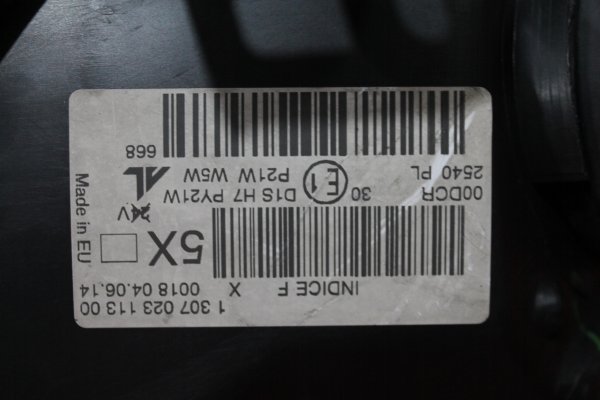 1 307 023 113 00
0018 04.06.14
INDICE F X
5X
24V
Made in EU
00DCR
2540 PL
30
E1
D1S H7 PY21W
P21W W5W
AL
668